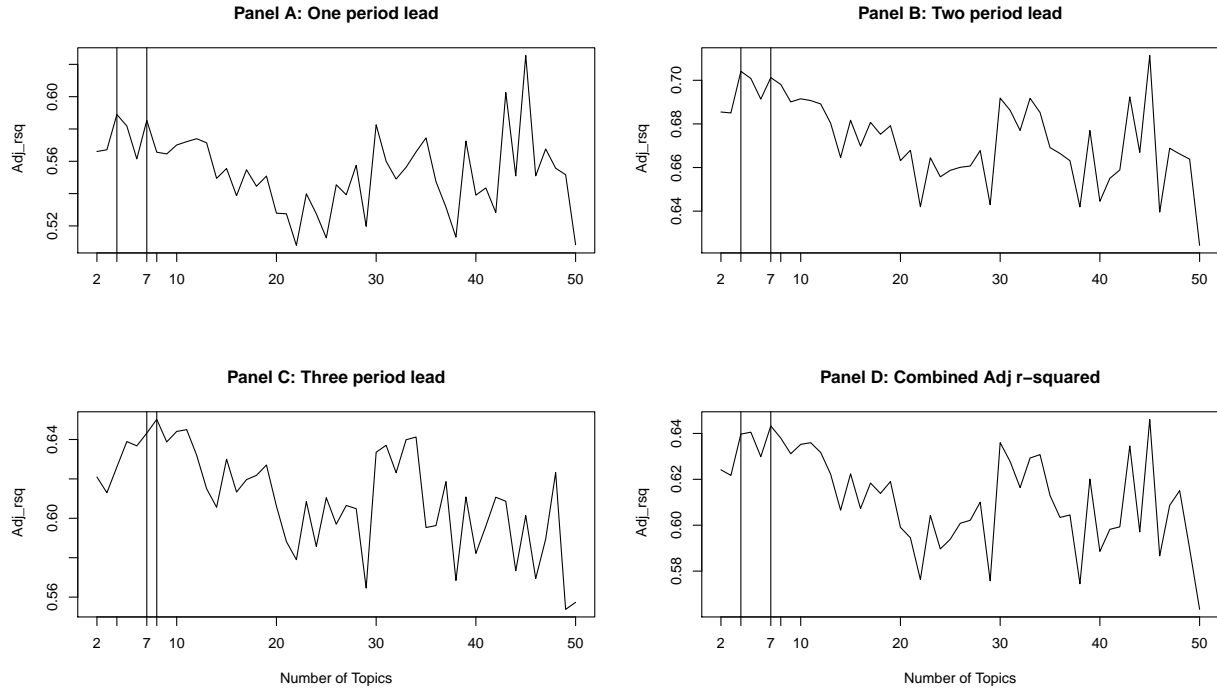 Panel A: One period lead
Adj_rsq
0.60
0.56
0.52
2 7 10 20 30 40 50
Panel B: Two period lead
Adj_rsq
0.70
0.68
0.66
0.64
2 7 10 20 30 40 50
Panel C: Three period lead
Adj_rsq
0.64
0.60
0.56
2 7 10 20 30 40 50
Number of Topics
Panel D: Combined Adj r−squared
Adj_rsq
0.64
0.62
0.60
0.58
2 7 10 20 30 40 50
Number of Topics